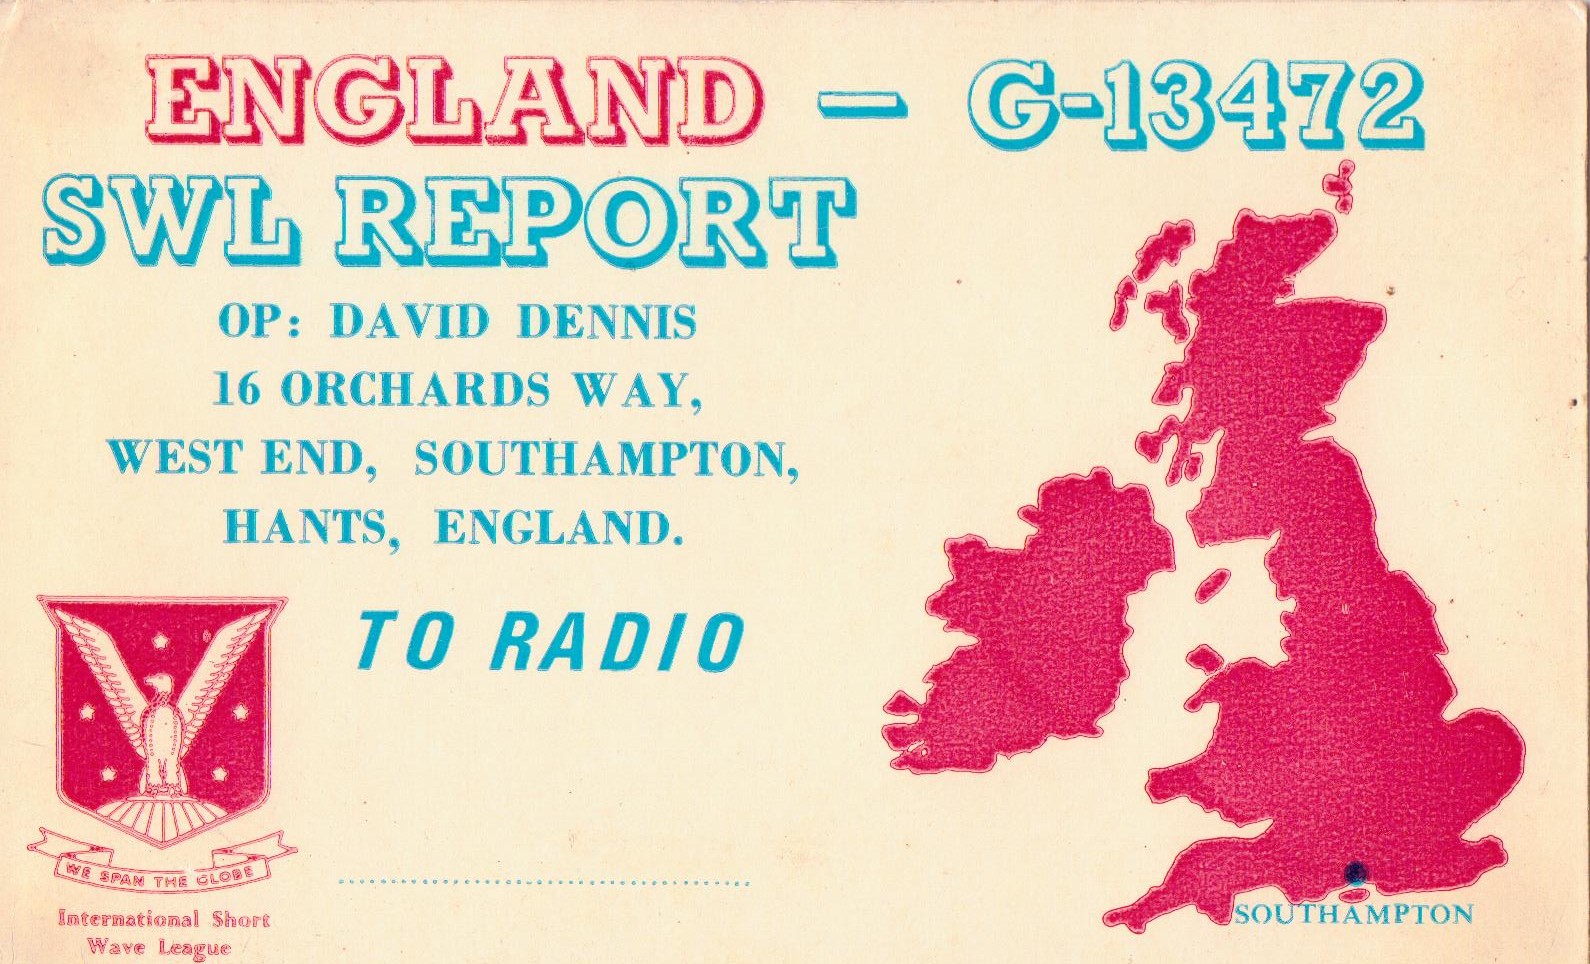 ENGLAND — G-13472
SWL REPORT
OP: DAVID DENNIS
16 ORCHARDS WAY,
WEST END, SOUTHAMPTON,
HANTS, ENGLAND.
TO RADIO
WE SPAN THE GLOBE
International Short
Wave League
SOUTHAMPTON